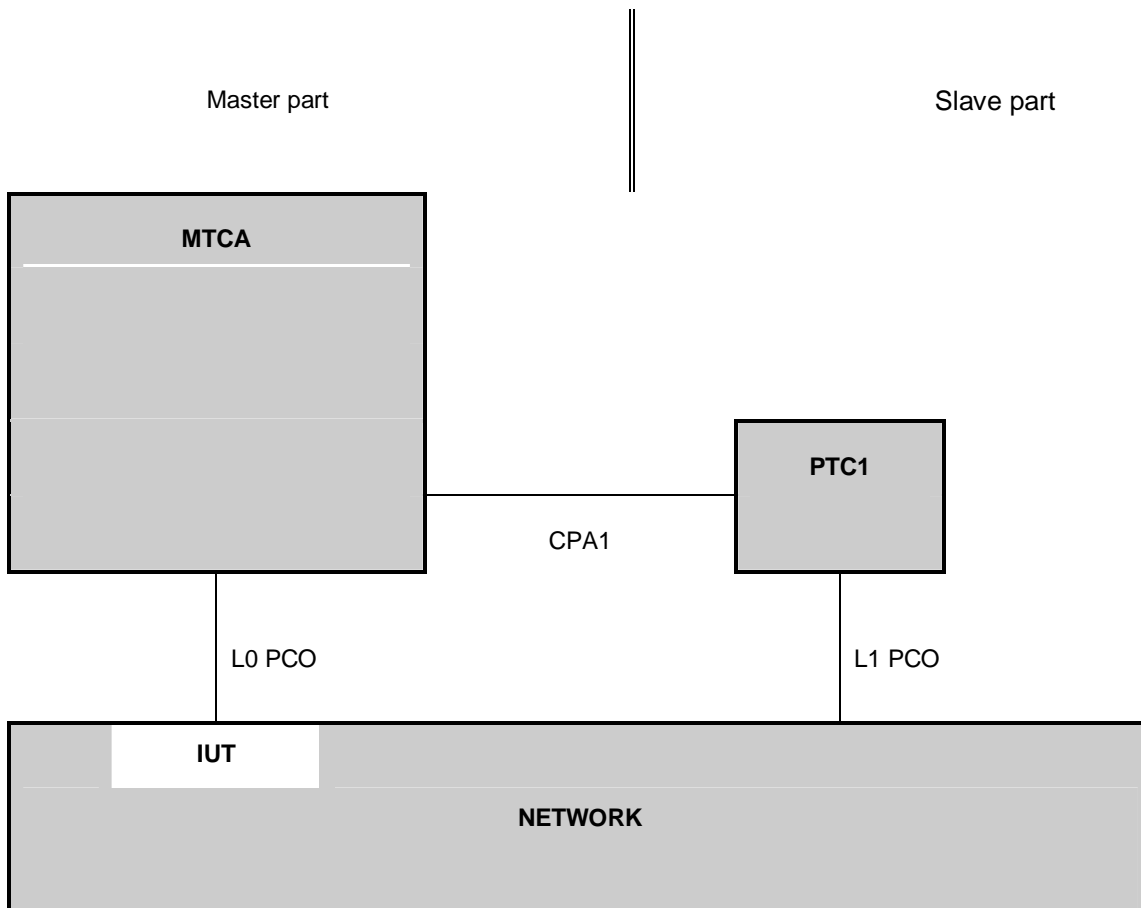 Master part
Slave part
MTCA
PTC1
CPA1
L0 PCO
L1 PCO
IUT
NETWORK